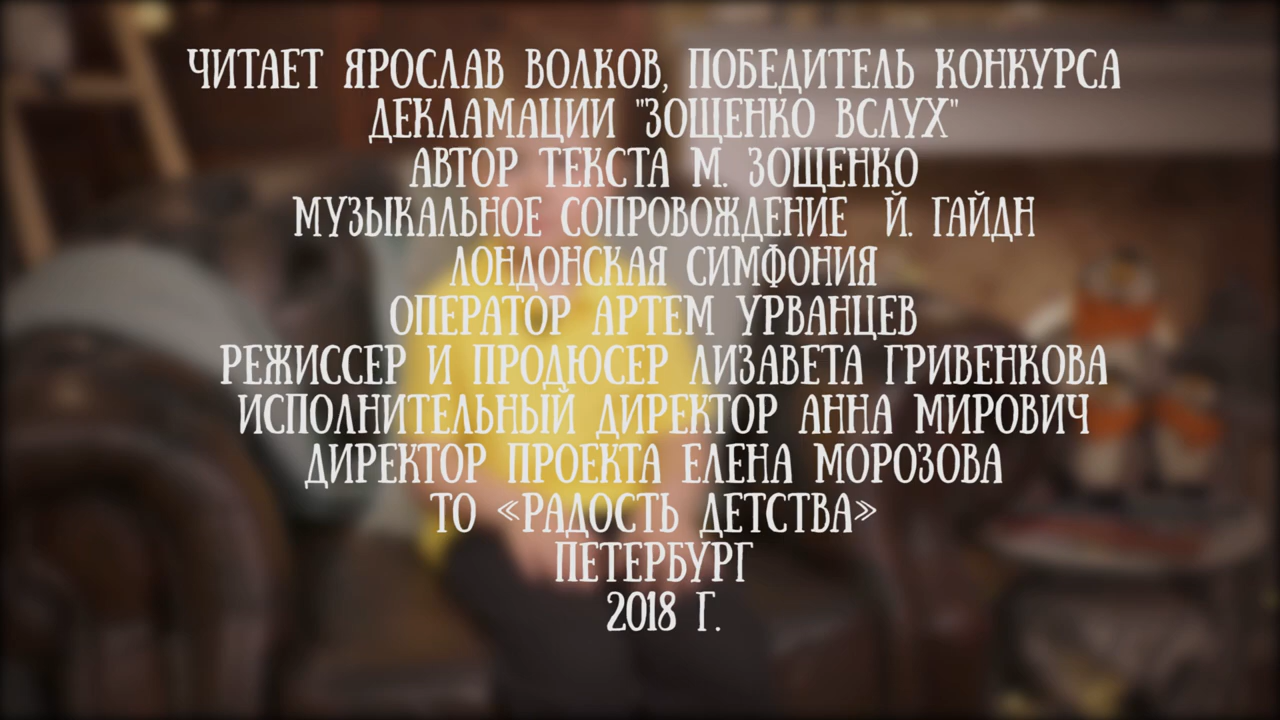 ЧИТАЕТ ЯРОСЛАВ ВОЛКОВ, ПОБЕДИТЕЛЬ КОНКУРСА
ДЕКЛАМАЦИИ "ЗОЩЕНКО ВСЛУХ"
АВТОР ТЕКСТА М. ЗОЩЕНКО
МУЗЫКАЛЬНОЕ СОПРОВОЖДЕНИЕ Й. ГАЙДН
ЛОНДОНСКАЯ СИМФОНИЯ
ОПЕРАТОР АРТЕМ УРВАНЦЕВ
РЕЖИССЕР И ПРОДЮСЕР ЛИЗАВЕТА ГРИВЕНКОВА
ИСПОЛНИТЕЛЬНЫЙ ДИРЕКТОР АННА МИРОВИЧ
ДИРЕКТОР ПРОЕКТА ЕЛЕНА МОРОЗОВА
ТО «РАДОСТЬ ДЕТСТВА»
ПЕТЕРБУРГ
2018 Г.